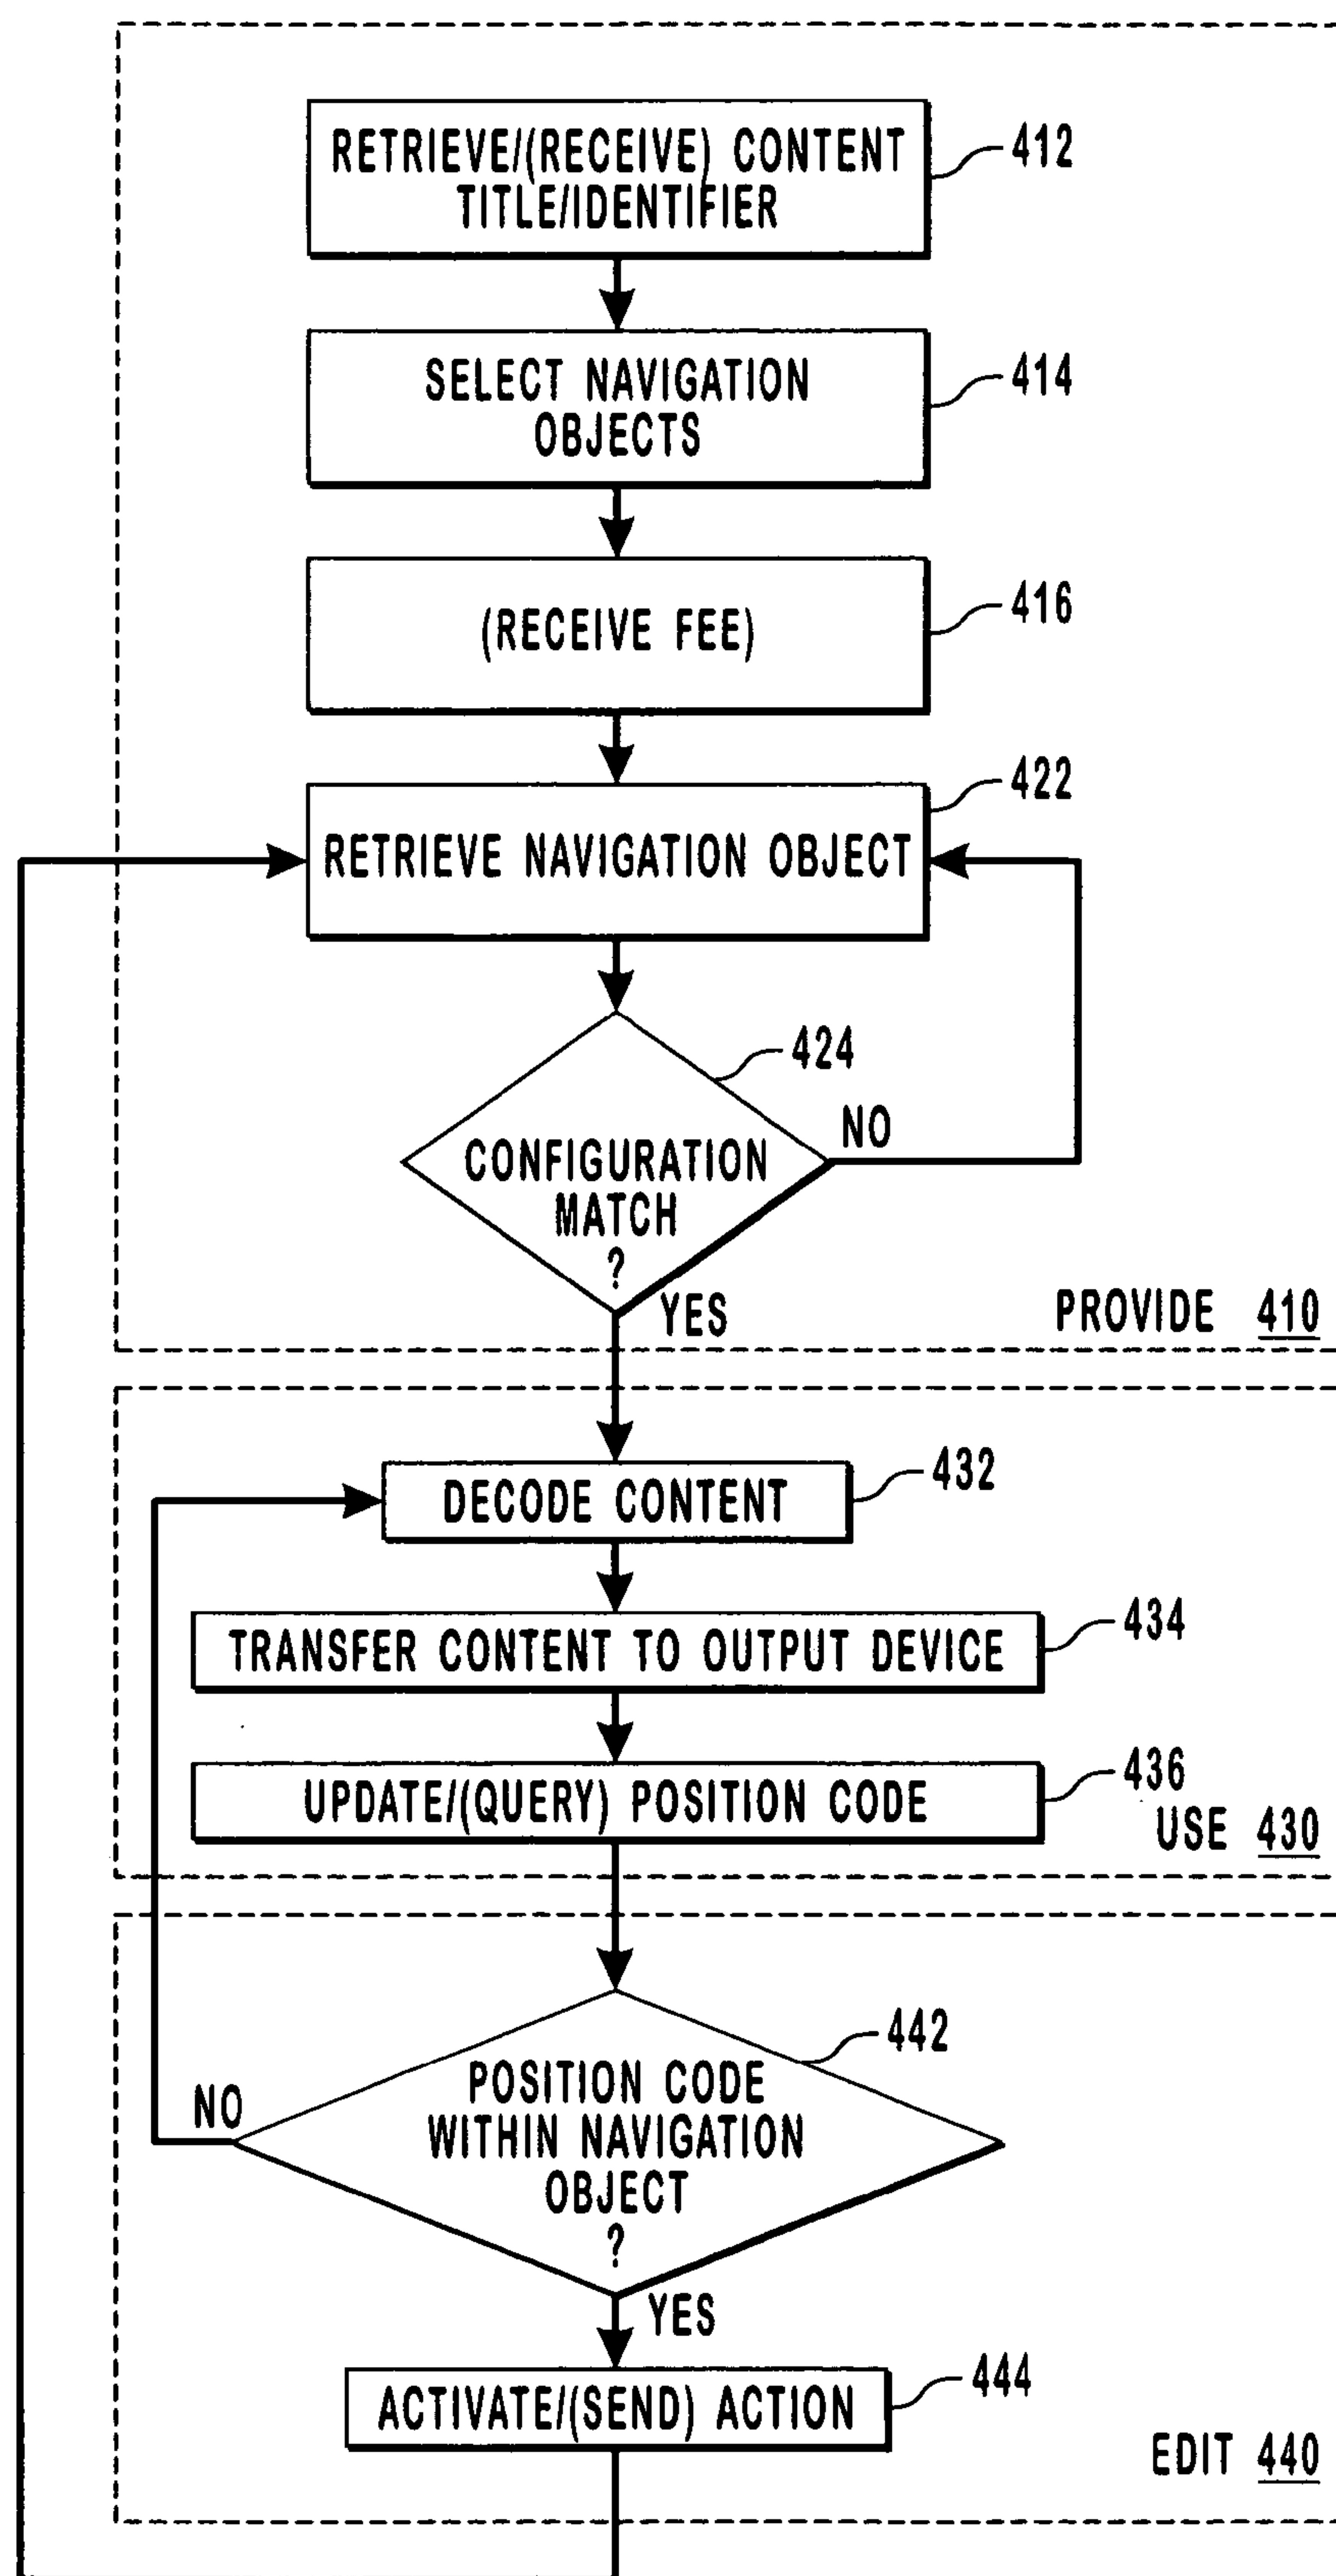 RETRIEVE/(RECEIVE) CONTENT
TITLE/IDENTIFIER
412
SELECT NAVIGATION
OBJECTS
414
(RECEIVE FEE)
416
422
RETRIEVE NAVIGATION OBJECT
424
NO
CONFIGURATION
MATCH
?
YES
PROVIDE 410
DECODE CONTENT
432
TRANSFER CONTENT TO OUTPUT DEVICE
434
UPDATE/(QUERY) POSITION CODE
436
USE 430
442
POSITION CODE
NO
WITHIN NAVIGATION
OBJECT
?
YES
ACTIVATE/(SEND) ACTION
444
EDIT 440